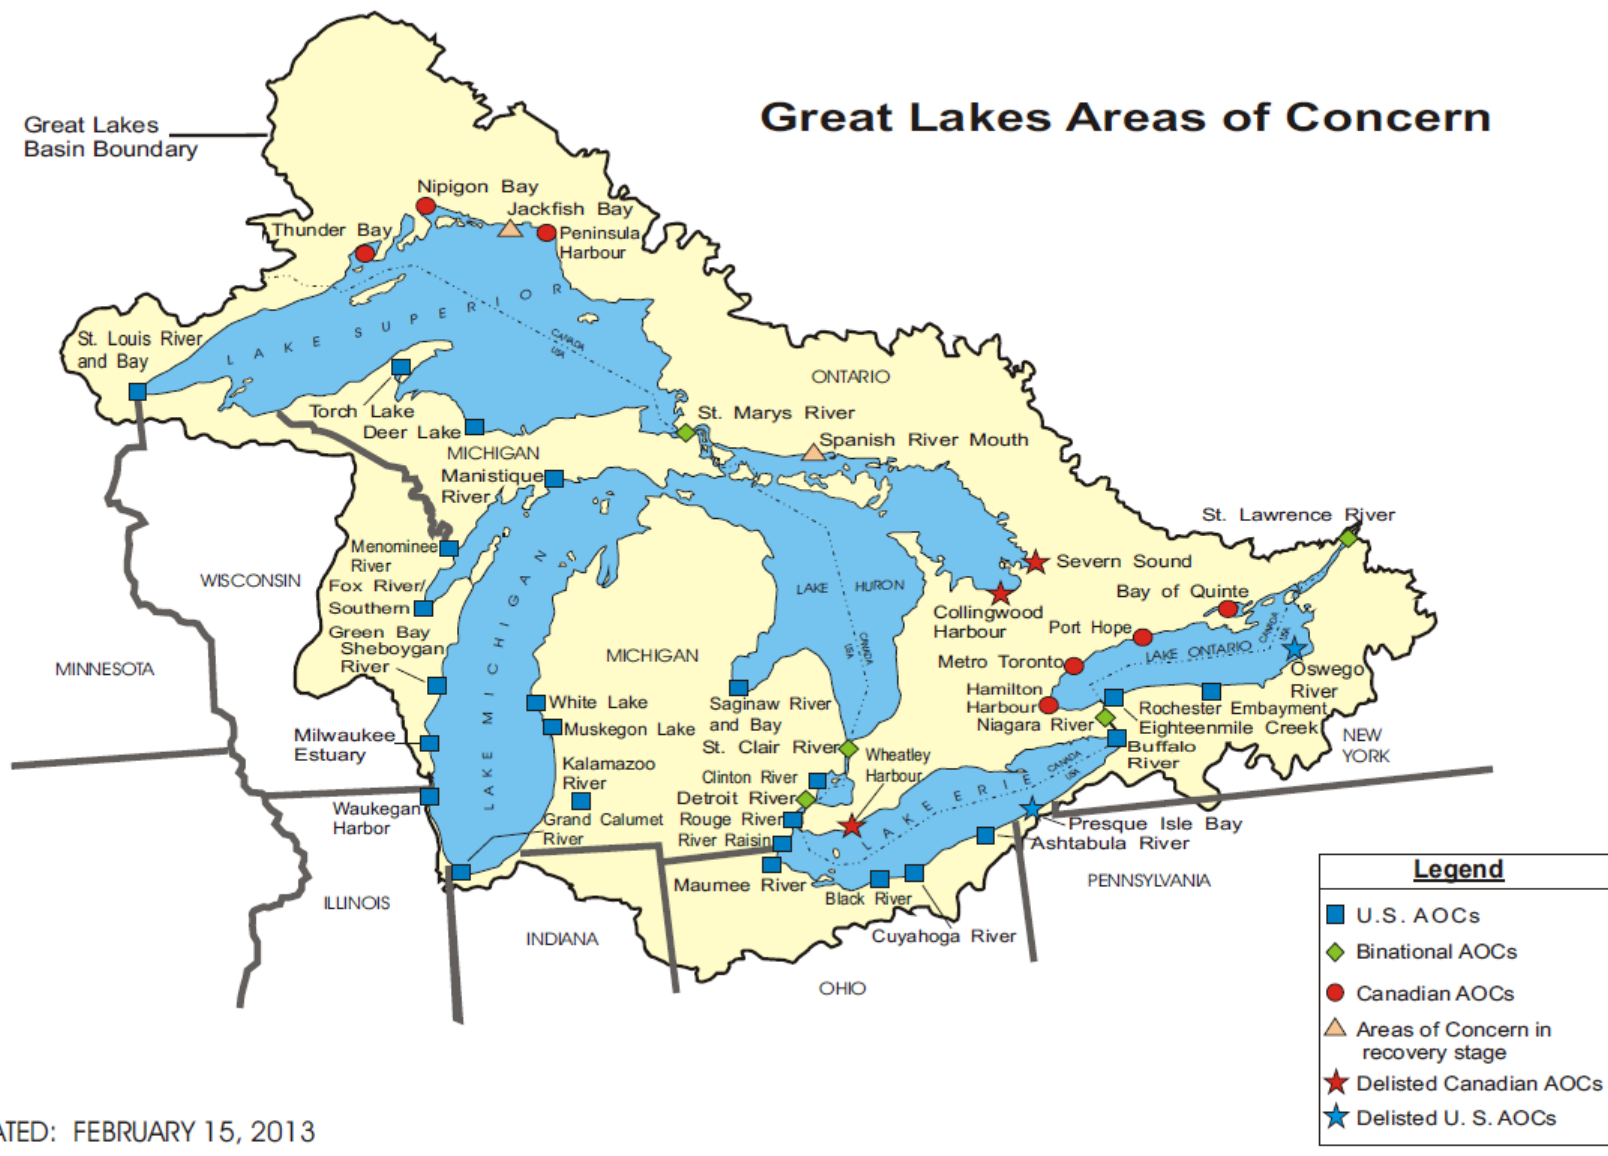 Great Lakes Areas of Concern
Great Lakes
Basin Boundary
Nipigon Bay
Jackfish Bay
Thunder Bay
Peninsula
Harbour
LAKE SUPERIOR
CANADA
USA
St. Louis River
and Bay
ONTARIO
Torch Lake
Deer Lake
St. Marys River
Spanish River Mouth
MICHIGAN
Manistique
River
St. Lawrence River
Menominee
River
WISCONSIN
Fox River/
Southern
Green Bay
LAKE MICHIGAN
LAKE HURON
CANADA
USA
Severn Sound
Collingwood
Harbour
Bay of Quinte
Port Hope
CANADA
USA
LAKE ONTARIO
Metro Toronto
Oswego
River
Sheboygan
River
MINNESOTA
MICHIGAN
Hamilton
Harbour
Niagara River
Rochester Embayment
Eighteenmile Creek
Buffalo
River
NEW
YORK
White Lake
Muskegon Lake
Saginaw River
and Bay
St. Clair River
Milwaukee
Estuary
Kalamazoo
River
Clinton River
Detroit River
Rouge River
River Raisin
Wheatley
Harbour
LAKE ERIE
CANADA
USA
Waukegan
Harbor
Grand Calumet
River
Presque Isle Bay
Ashtabula River
Maumee River
Black River
Cuyahoga River
PENNSYLVANIA
ILLINOIS
INDIANA
OHIO
Legend
U.S. AOCs
Binational AOCs
Canadian AOCs
Areas of Concern in
recovery stage
Delisted Canadian AOCs
Delisted U. S. AOCs
ATED: FEBRUARY 15, 2013